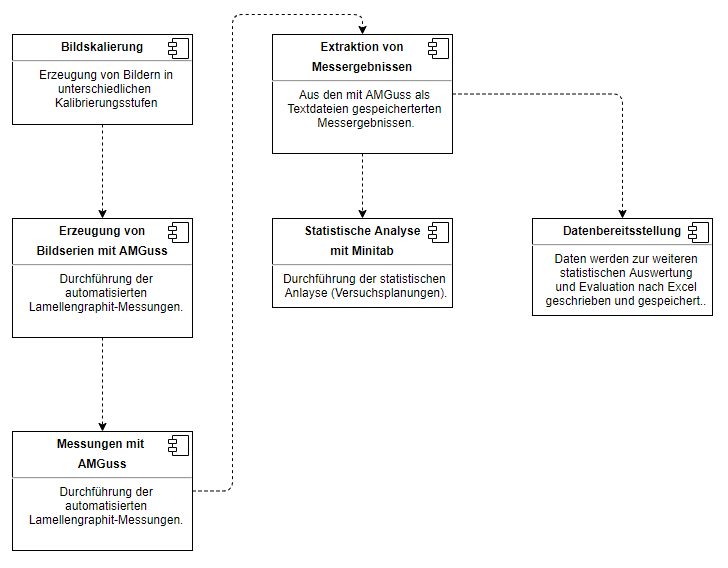 Bildskalierung
Erzeugung von Bildern in
unterschiedlichen
Kalibrierungsstufen
Erzeugung von
Bildserien mit AMGuss
Durchführung der
automatisierten
Lamellengraphit-Messungen.
Messungen mit
AMGuss
Durchführung der
automatisierten
Lamellengraphit-Messungen.
Extraktion von
Messergebnissen
Aus den mit AMGuss als
Textdateien gespeicherterten
Messergebnissen.
Statistische Analyse
mit Minitab
Durchführung der statistischen
Anlayse (Versuchsplanungen).
Datenbereitsstellung
Daten werden zur weiteren
statistischen Auswertung
und Evaluation nach Excel
geschrieben und gespeichert..